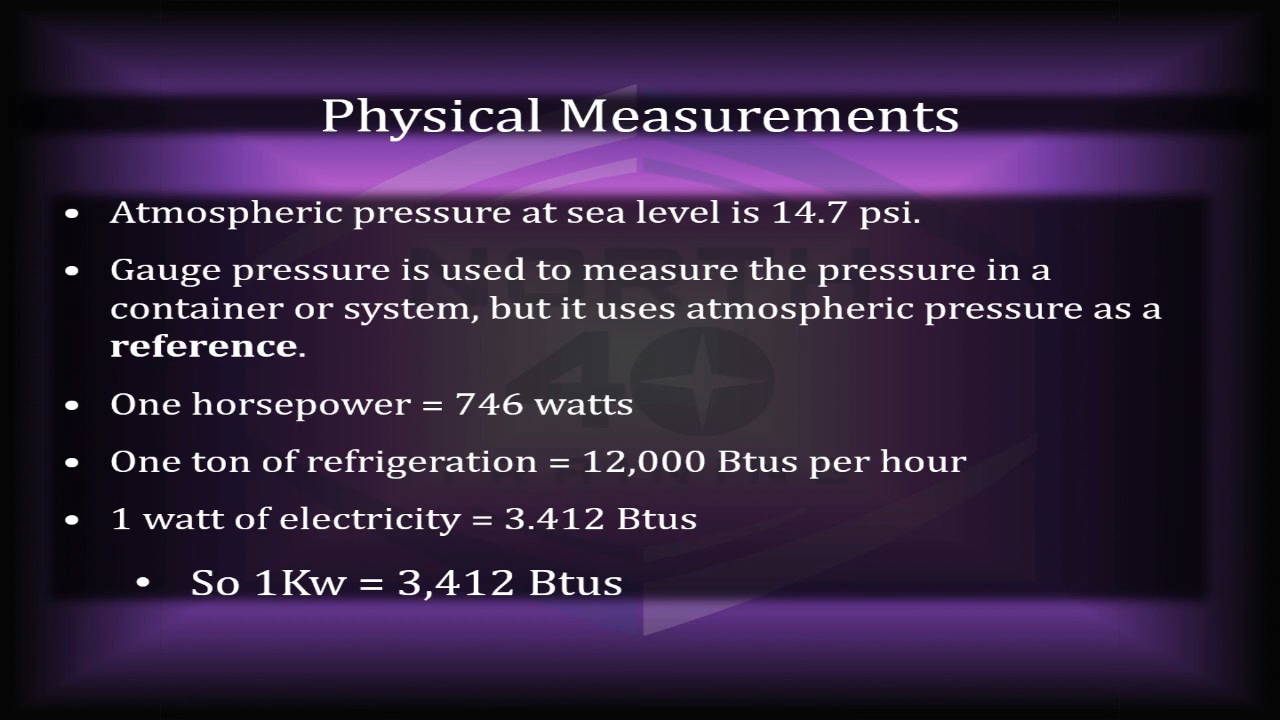 Physical Measurements
• Atmospheric pressure at sea level is 14.7 psi.
• Gauge pressure is used to measure the pressure in a
container or system, but it uses atmospheric pressure as a
reference.
• One horsepower = 746 watts
• One ton of refrigeration = 12,000 Btus per hour
• 1 watt of electricity = 3.412 Btus
• So 1Kw = 3,412 Btus
NORTH
40